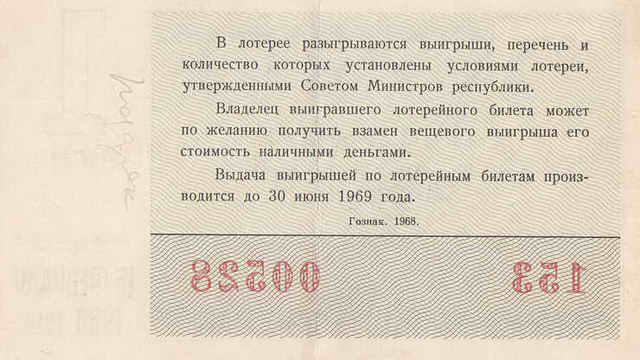 В лотерее разыгрываются выигрыши, перечень и
количество которых установлены условиями лотереи,
утвержденными Советом Министров республики.
Владелец выигравшего лотерейного билета может
по желанию получить взамен вещевого выигрыша его
стоимость наличными деньгами.
Выдача выигрышей по лотерейным билетам произ-
водится до 30 июня 1969 года.
Гознак. 1968.
00528 153